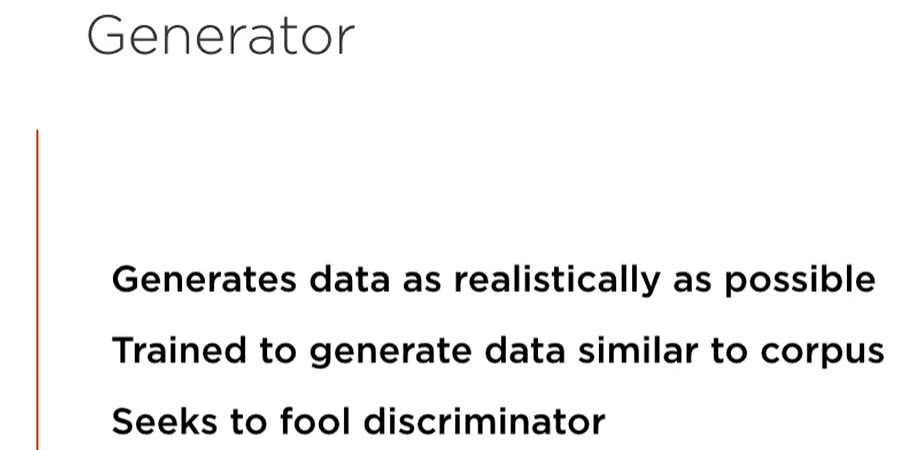 Generator
Generates data as realistically as possible
Trained to generate data similar to corpus
Seeks to fool discriminator